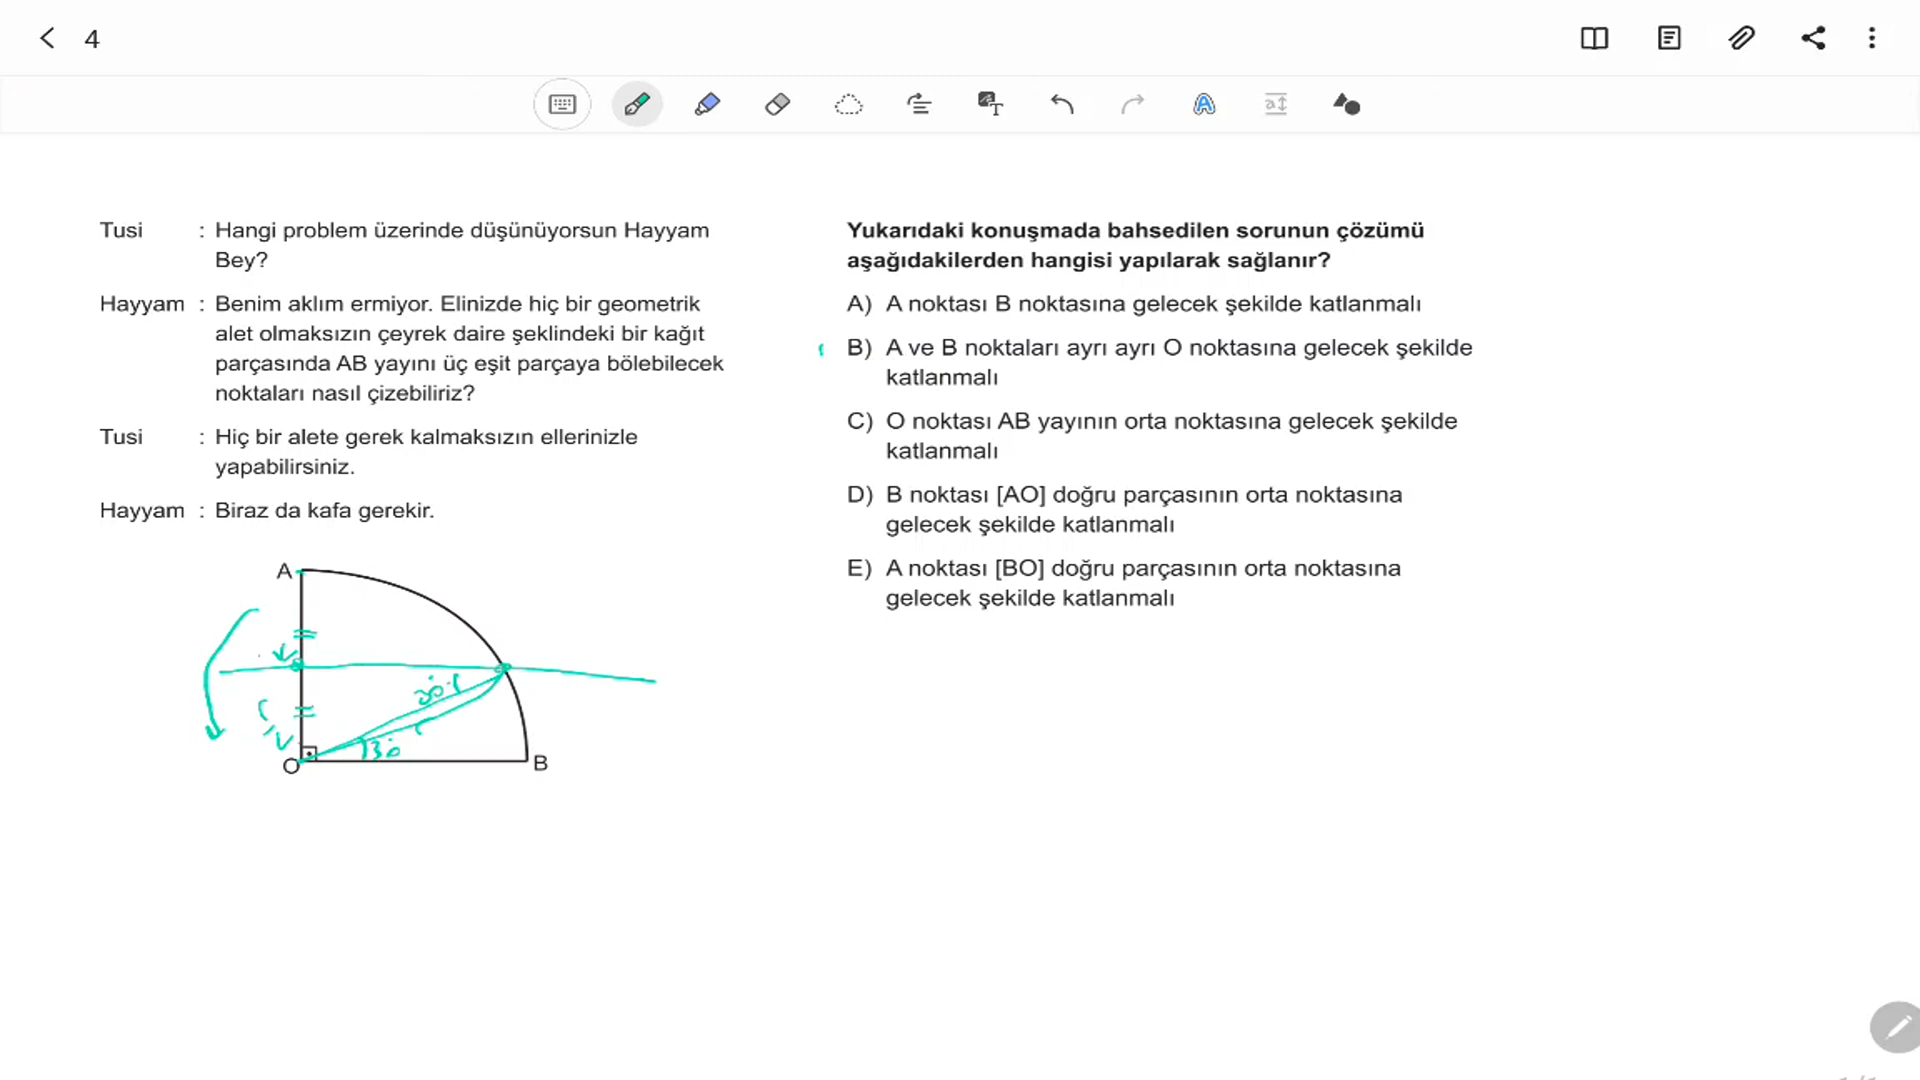 4
Tusi : Hangi problem üzerinde düşünüyorsun Hayyam
Bey?
Hayyam : Benim aklım ermiyor. Elinizde hiç bir geometrik
alet olmaksızın çeyrek daire şeklindeki bir kağıt
parçasında AB yayını üç eşit parçaya bölebilecek
noktaları nasıl çizebiliriz?
Tusi : Hiç bir alete gerek kalmaksızın ellerinizle
yapabilirsiniz.
Hayyam : Biraz da kafa gerekir.
A
30
30
O
B
Yukarıdaki konuşmada bahsedilen sorunun çözümü
aşağıdakilerden hangisi yapılarak sağlanır?
A) A noktası B noktasına gelecek şekilde katlanmalı
B) A ve B noktaları ayrı ayrı O noktasına gelecek şekilde
katlanmalı
C) O noktası AB yayının orta noktasına gelecek şekilde
katlanmalı
D) B noktası [AO] doğru parçasının orta noktasına
gelecek şekilde katlanmalı
E) A noktası [BO] doğru parçasının orta noktasına
gelecek şekilde katlanmalı